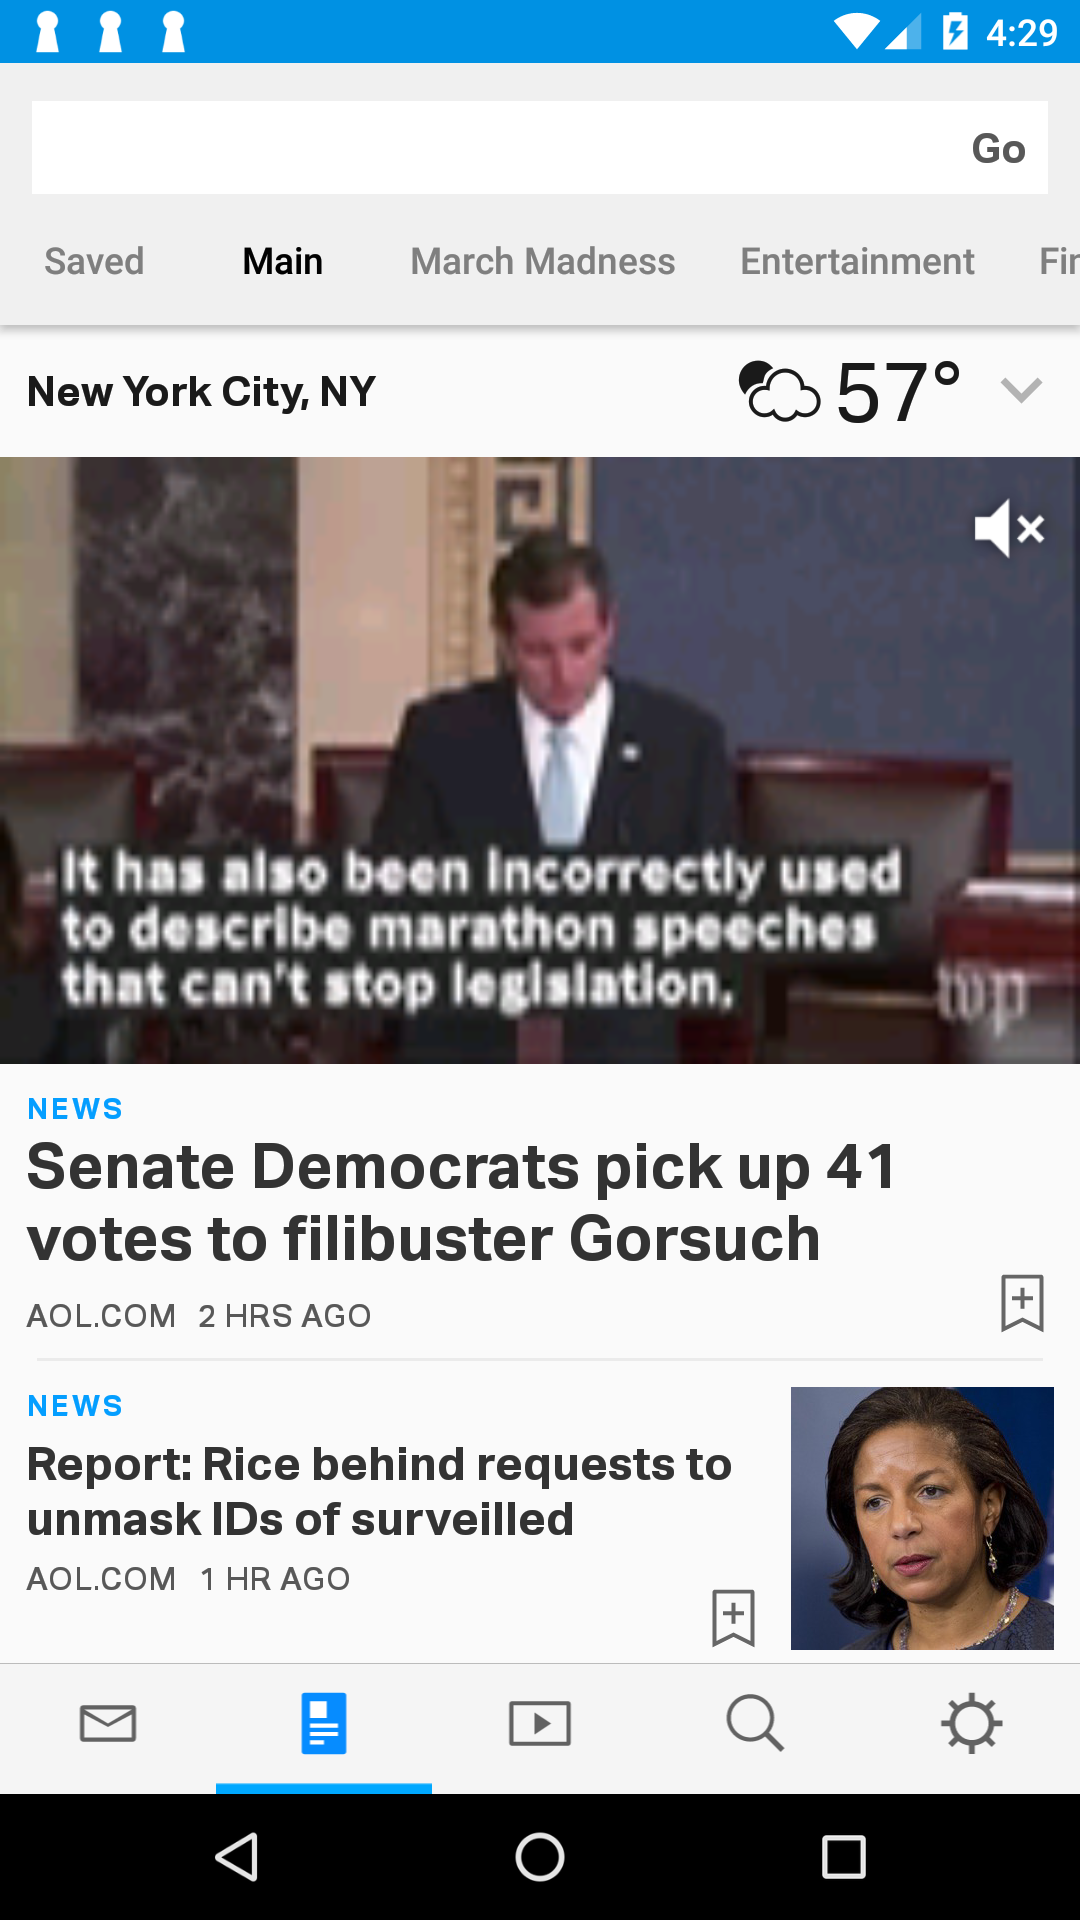 4:29
Go
Saved Main March Madness Entertainment Fin
New York City, NY 57°
It has also been incorrectly used
to describe marathon speeches
that can't stop legislation,
wp
NEWS
Senate Democrats pick up 41
votes to filibuster Gorsuch
AOL.COM 2 HRS AGO
NEWS
Report: Rice behind requests to
unmask IDs of surveilled
AOL.COM 1 HR AGO